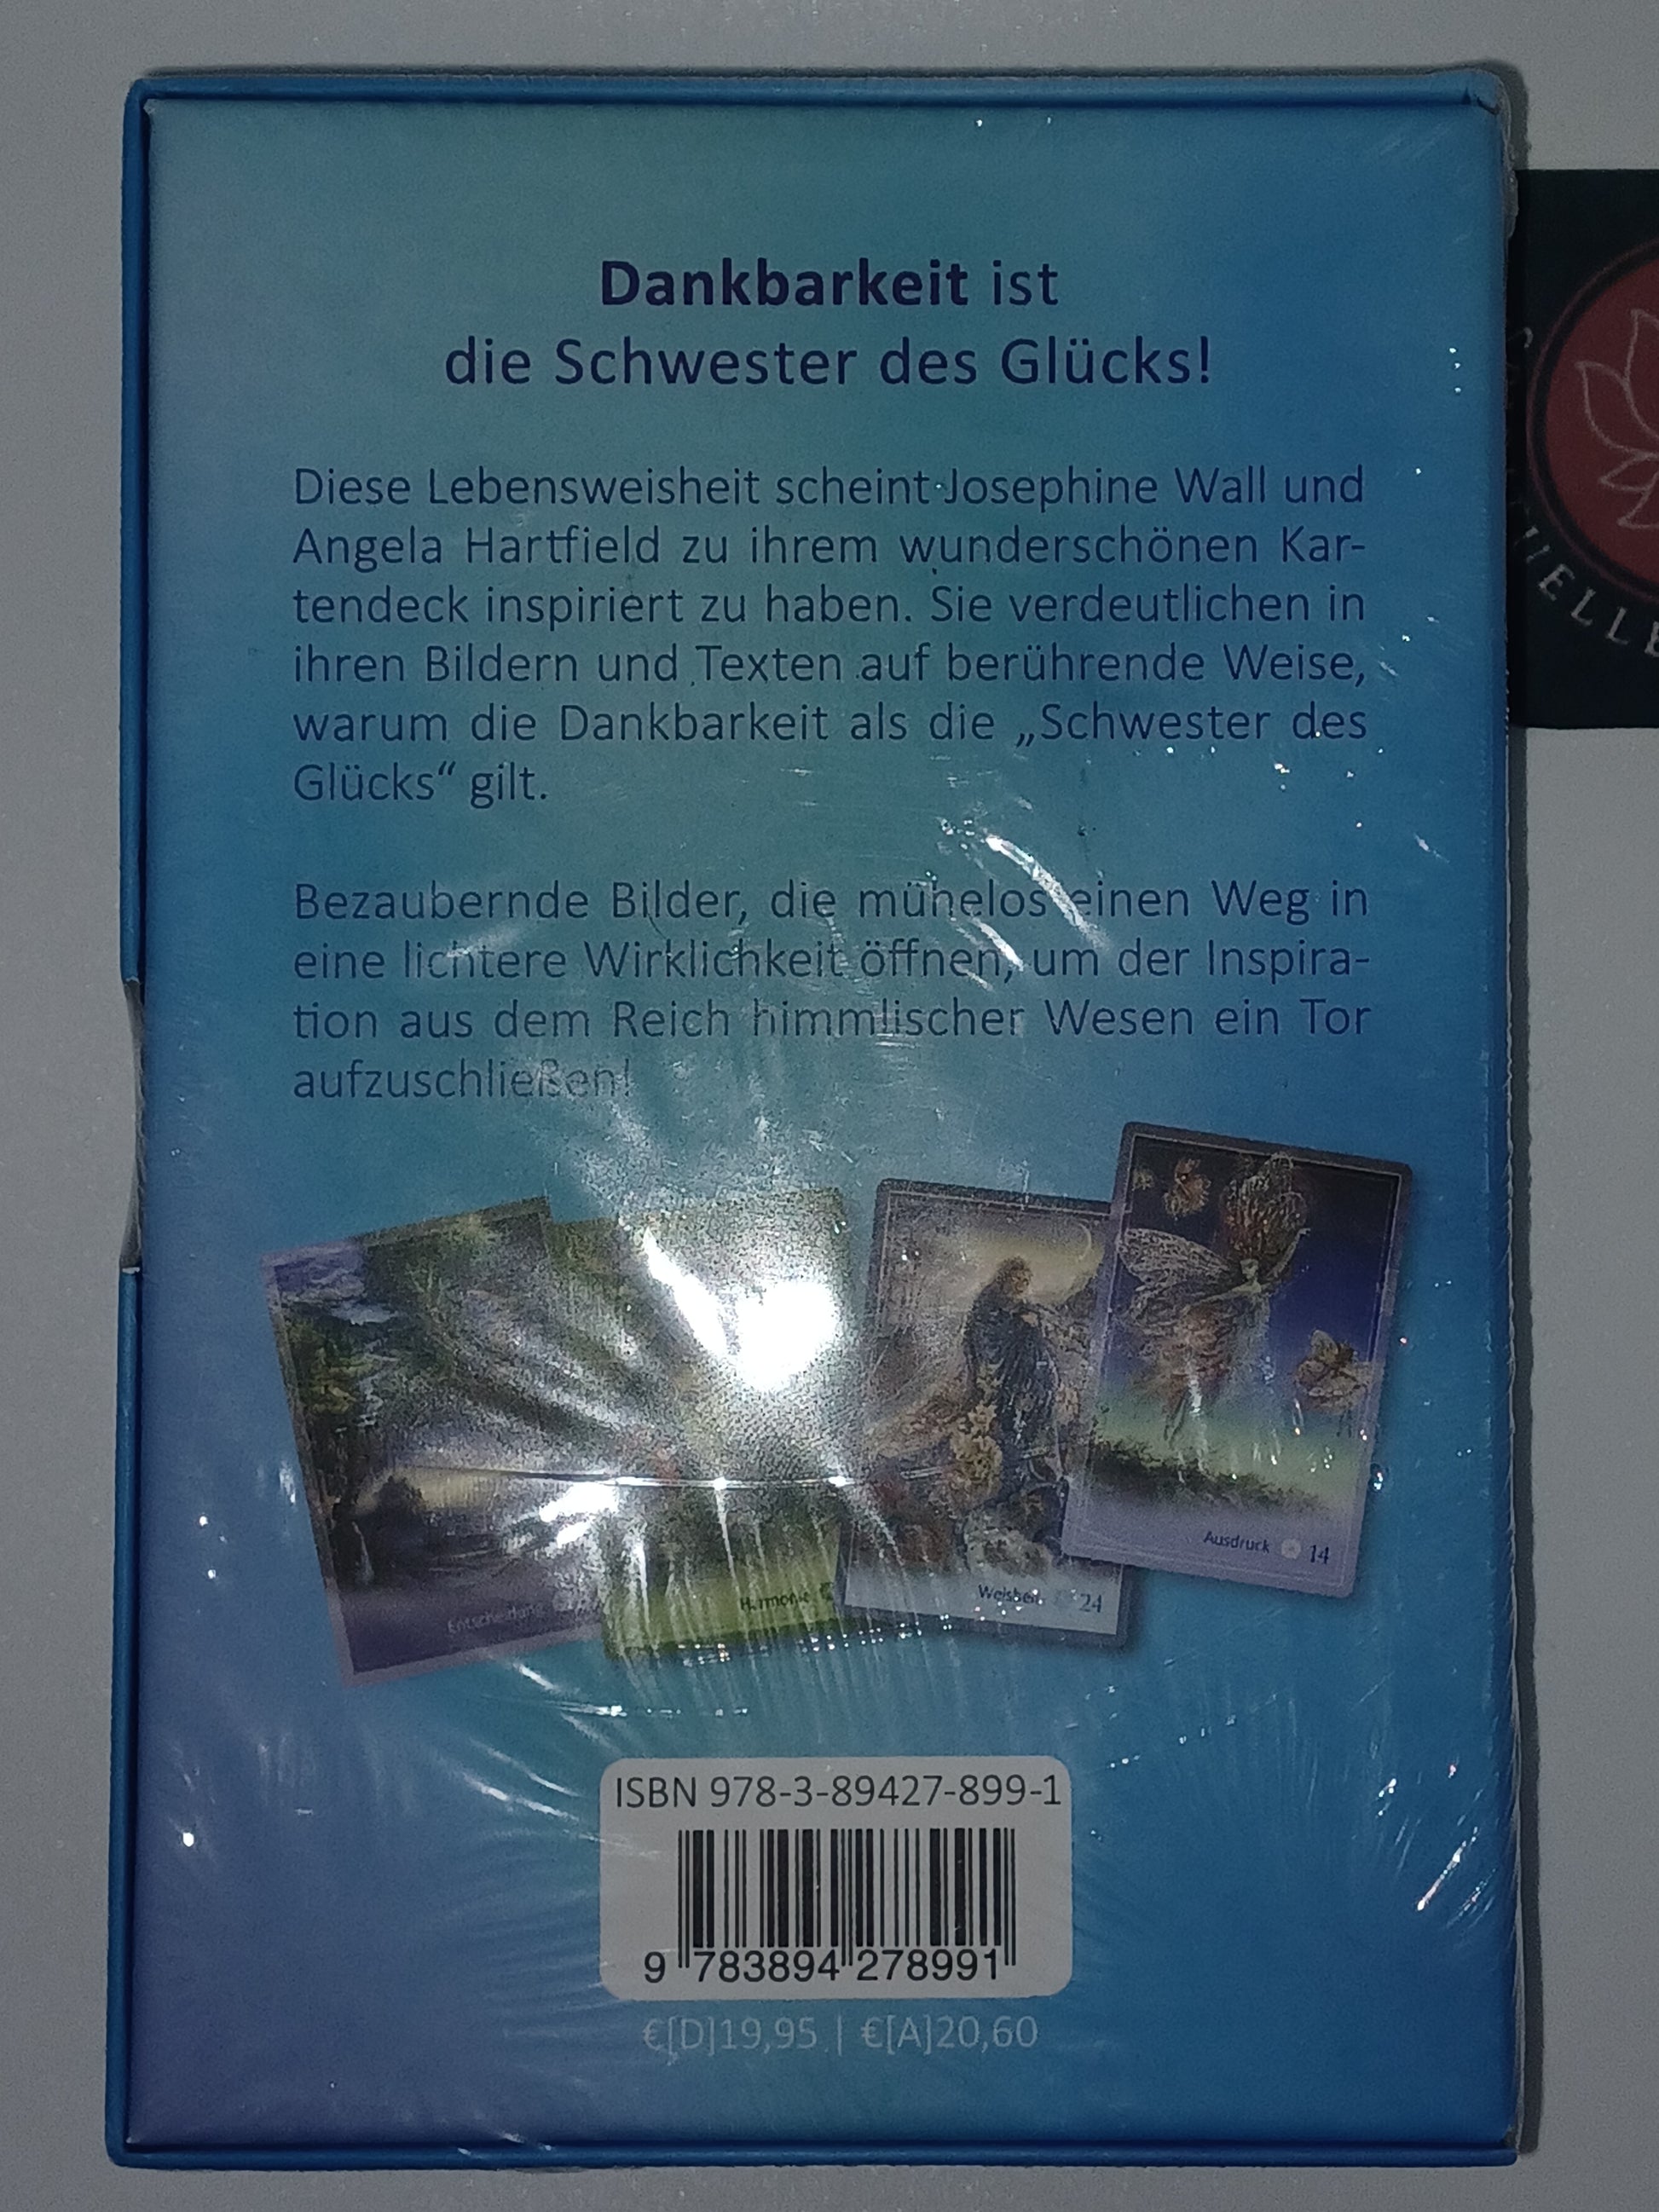 Dankbarkeit ist
die Schwester des Glücks!
Diese Lebensweisheit scheint Josephine Wall und
Angela Hartfield zu ihrem wunderschönen Kar-
tendeck inspiriert zu haben. Sie verdeutlichen in
ihren Bildern und Texten auf berührende Weise,
warum die Dankbarkeit als die „Schwester des
Glücks“ gilt.
Bezaubernde Bilder, die mühelos einen Weg in
eine lichtere Wirklichkeit öffnen, um der Inspira-
tion aus dem Reich himmlischer Wesen ein Tor
aufzuschließen!
Entscheidung
Harmonie
Weisheit 24
Ausdruck 14
ISBN 978-3-89427-899-1
9 783894 278991
€[D]19,95 | €[A]20,60